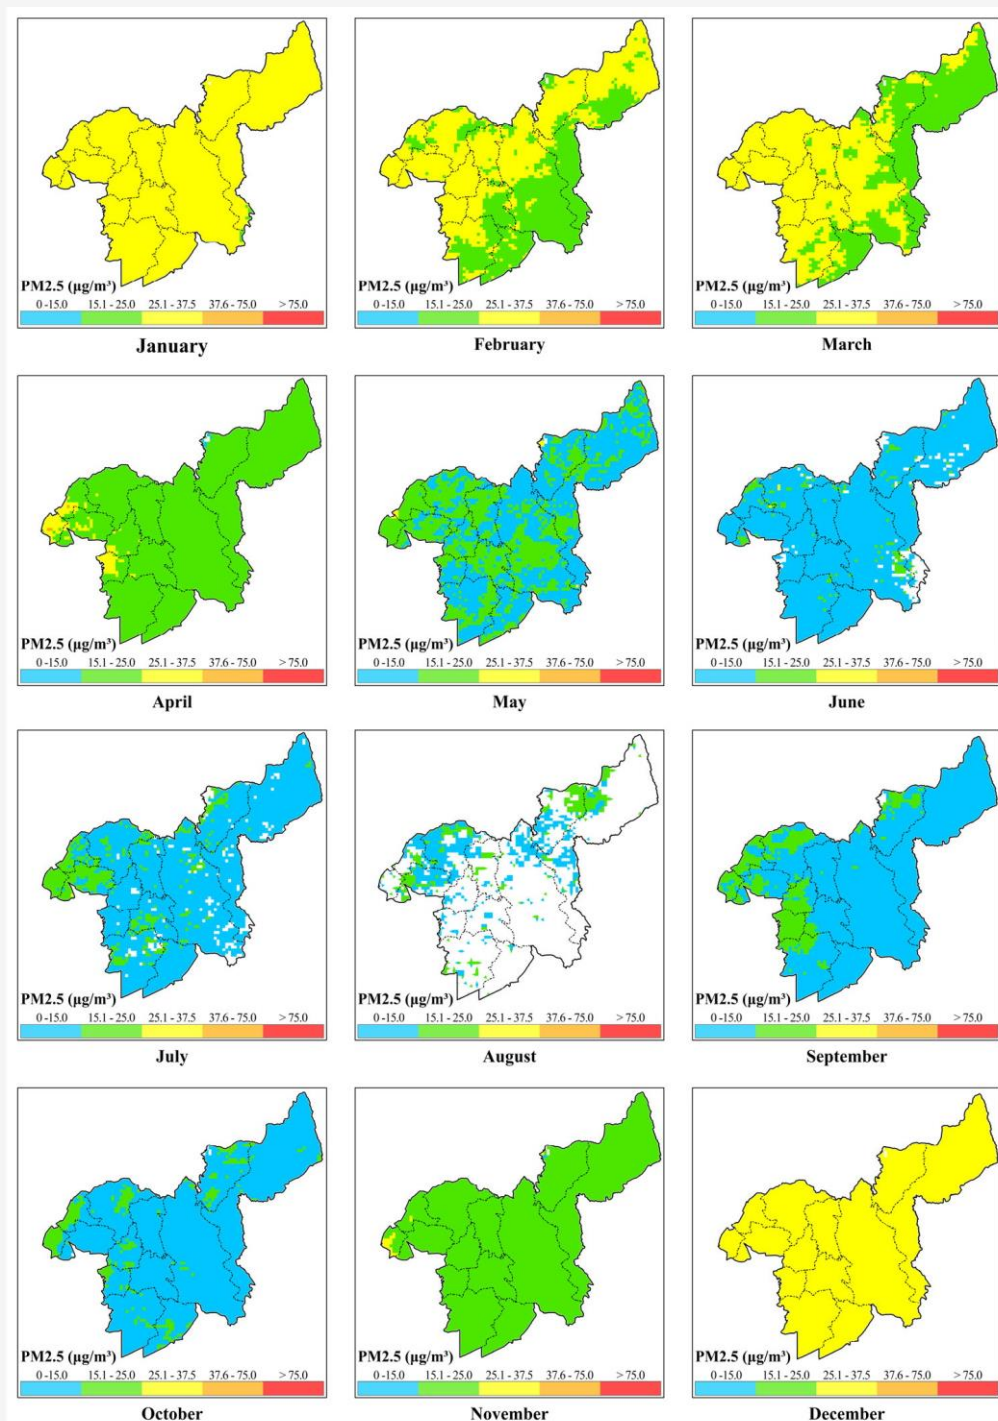 PM2.5 (µg/m³) PM2.5 (µg/m³) PM2.5 (µg/m³)
0 -15.0 15.1 - 25.0 25.1 - 37.5 37.6 - 75.0 > 75.0 0 -15.0 15.1 - 25.0 25.1 - 37.5 37.6 - 75.0 > 75.0 0 -15.0 15.1 - 25.0 25.1 - 37.5 37.6 - 75.0 > 75.0
January February March
PM2.5 (µg/m³) PM2.5 (µg/m³) PM2.5 (µg/m³)
0 -15.0 15.1 - 25.0 25.1 - 37.5 37.6 - 75.0 > 75.0 0 -15.0 15.1 - 25.0 25.1 - 37.5 37.6 - 75.0 > 75.0 0 -15.0 15.1 - 25.0 25.1 - 37.5 37.6 - 75.0 > 75.0
April May June
PM2.5 (µg/m³) PM2.5 (µg/m³) PM2.5 (µg/m³)
0 -15.0 15.1 - 25.0 25.1 - 37.5 37.6 - 75.0 > 75.0 0 -15.0 15.1 - 25.0 25.1 - 37.5 37.6 - 75.0 > 75.0 0 -15.0 15.1 - 25.0 25.1 - 37.5 37.6 - 75.0 > 75.0
July August September
PM2.5 (µg/m³) PM2.5 (µg/m³) PM2.5 (µg/m³)
0 -15.0 15.1 - 25.0 25.1 - 37.5 37.6 - 75.0 > 75.0 0 -15.0 15.1 - 25.0 25.1 - 37.5 37.6 - 75.0 > 75.0 0 -15.0 15.1 - 25.0 25.1 - 37.5 37.6 - 75.0 > 75.0
October November December